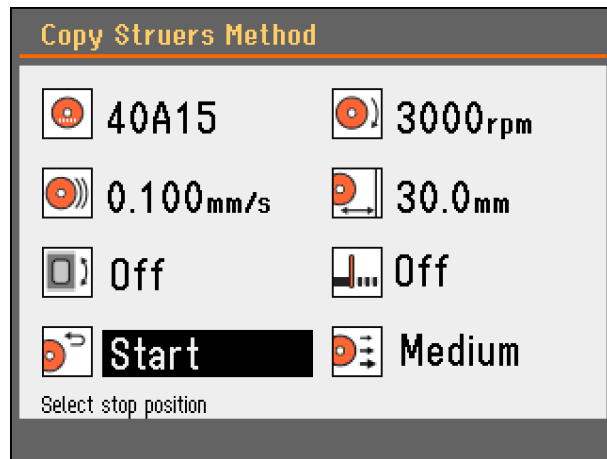 Copy Struers Method
40A15 3000rpm
0.100mm/s 30.0mm
Off Off
Start Medium
Select stop position